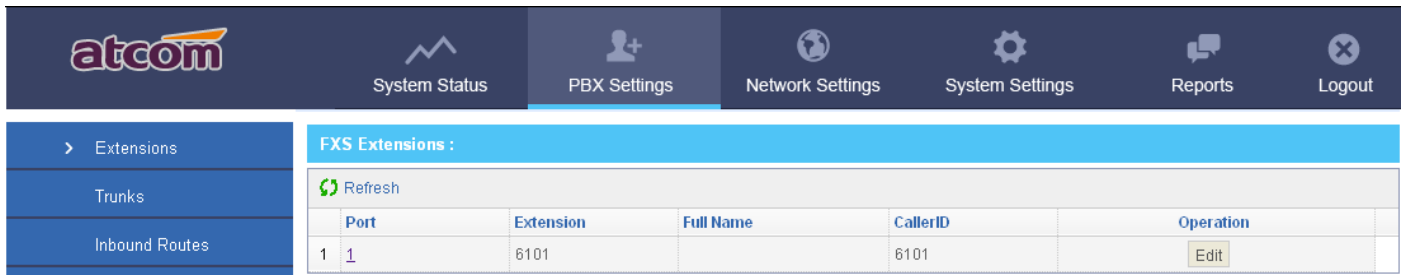 atcom
System Status
PBX Settings
Network Settings
System Settings
Reports
Logout
Extensions
Trunks
Inbound Routes
FXS Extensions :
Refresh
Port Extension Full Name CallerID Operation
1 1 6101 6101 Edit